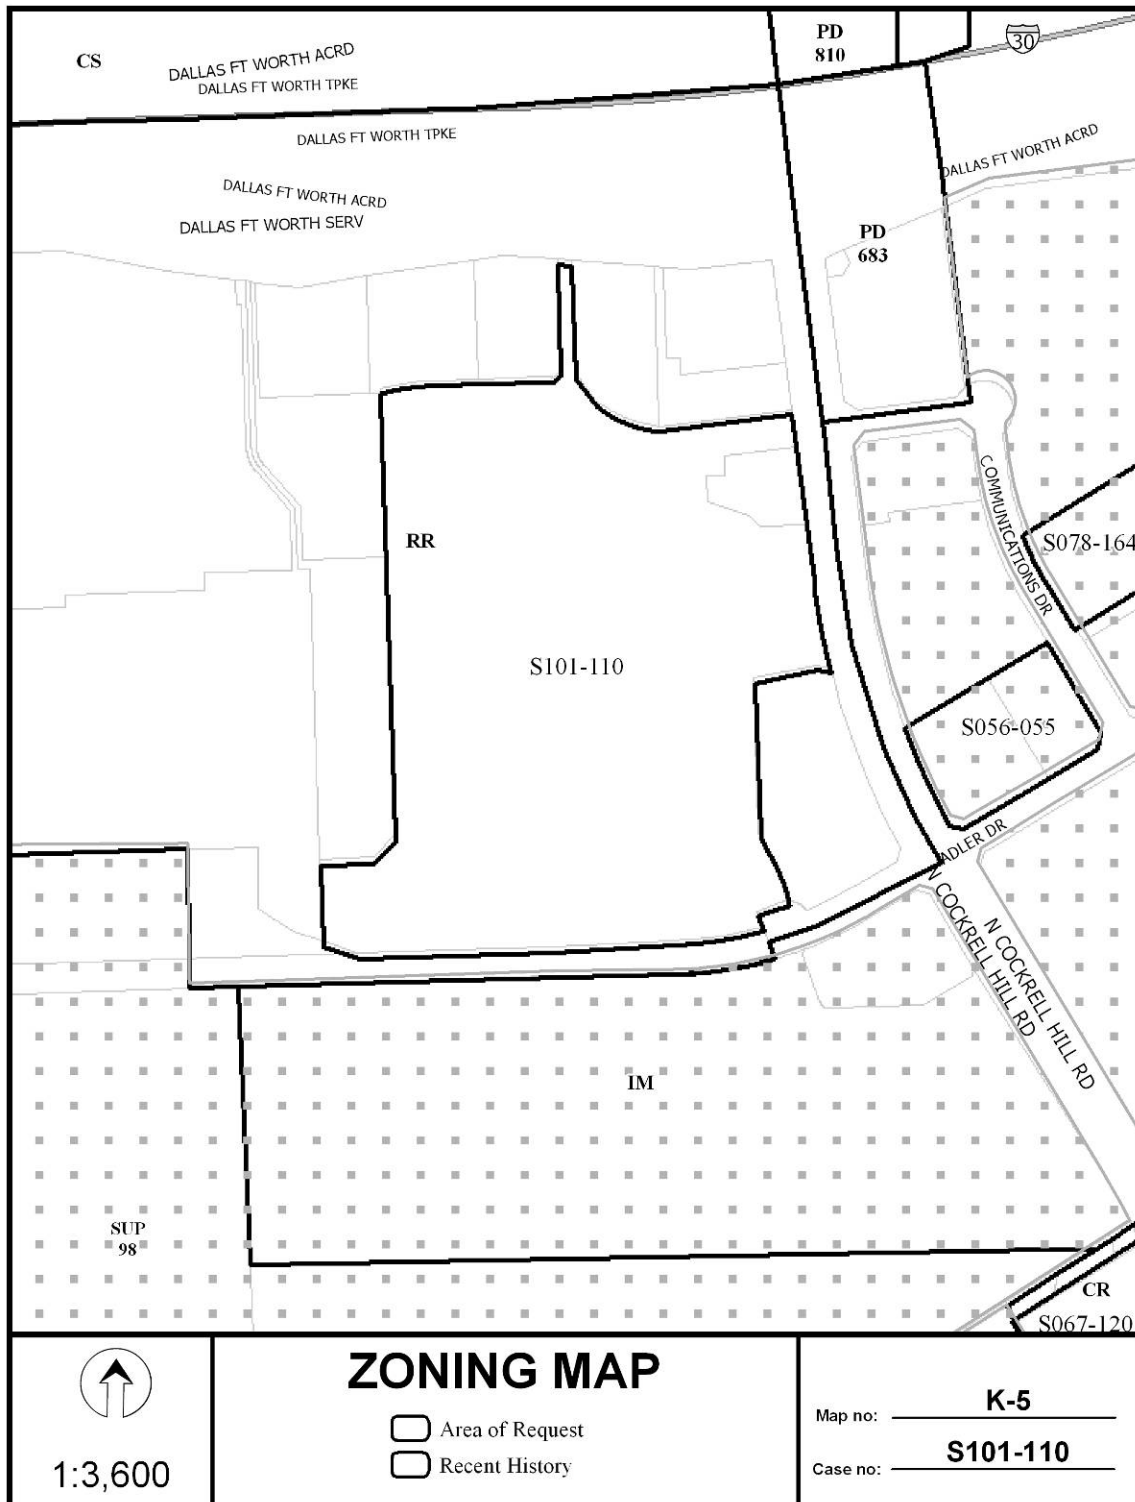 CS
DALLAS FT WORTH ACRD
DALLAS FT WORTH TPKE
PD
810
30
DALLAS FT WORTH TPKE
DALLAS FT WORTH ACRD
DALLAS FT WORTH ACRD
DALLAS FT WORTH SERV
PD
683
COMMUNICATIONS DR
RR
S078-164
S101-110
S056-055
ADLER DR
N COCKRELL HILL RD
N COCKRELL HILL RD
IM
SUP
98
CR
S067-120
ZONING MAP
Area of Request
Recent History
1:3,600
Map no: K-5
Case no: S101-110